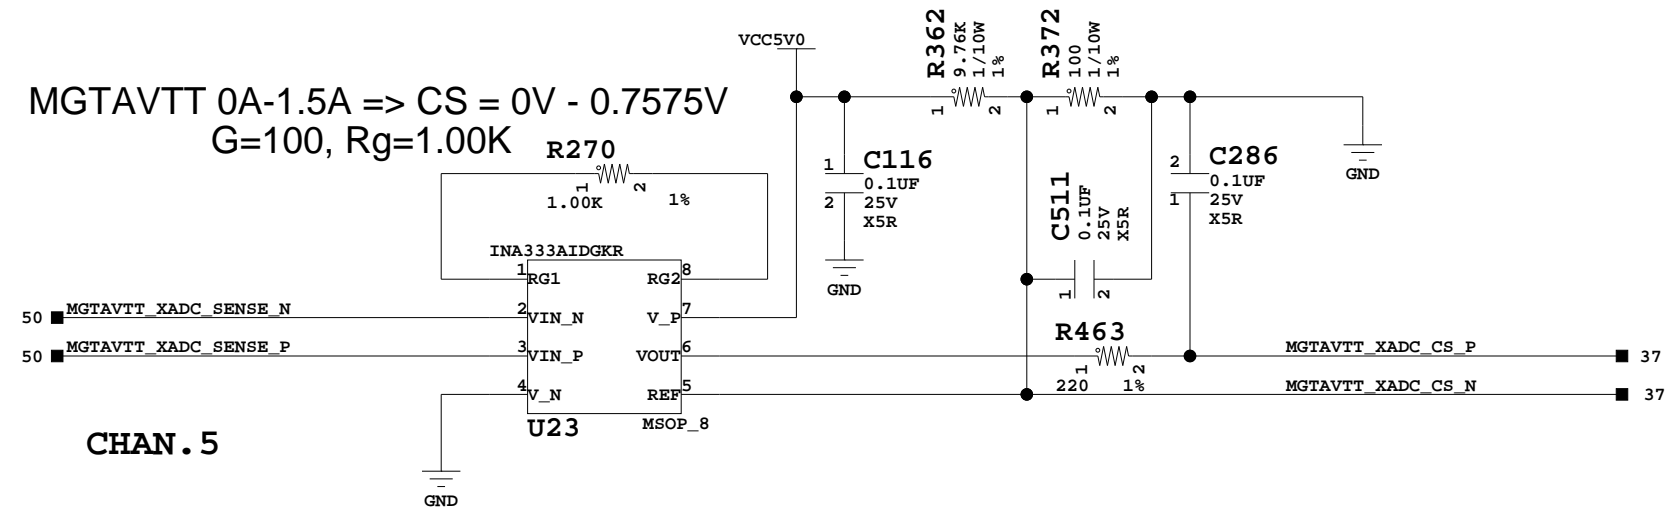 MGTAVTT 0A-1.5A => CS = 0V - 0.7575V
G=100, Rg=1.00K
VCC5V0
R362
9.76K
1/10W
1%
1
2
R372
100
1/10W
1%
1
2
GND
R270
1
2
1.00K
1%
1
2
C116
0.1UF
25V
X5R
GND
C511
0.1UF
25V
X5R
1
2
2
1
C286
0.1UF
25V
X5R
INA333AIDGKR
1
RG1
RG2
8
50
MGTAVTT_XADC_SENSE_N
2
VIN_N
V_P
7
50
MGTAVTT_XADC_SENSE_P
3
VIN_P
VOUT
6
4
V_N
REF
5
U23
MSOP_8
R463
1
2
220
1%
MGTAVTT_XADC_CS_P
37
MGTAVTT_XADC_CS_N
37
CHAN.5
GND